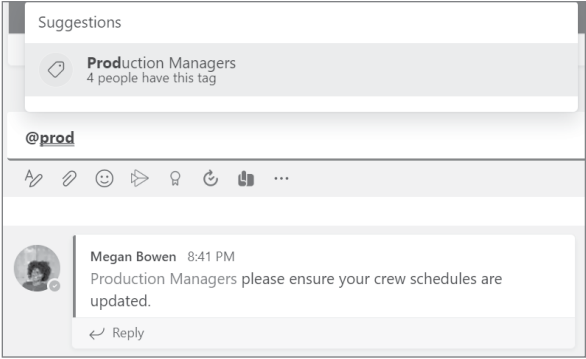 Suggestions
Production Managers
4 people have this tag
@prod
Megan Bowen 8:41 PM
Production Managers please ensure your crew schedules are
updated.
Reply